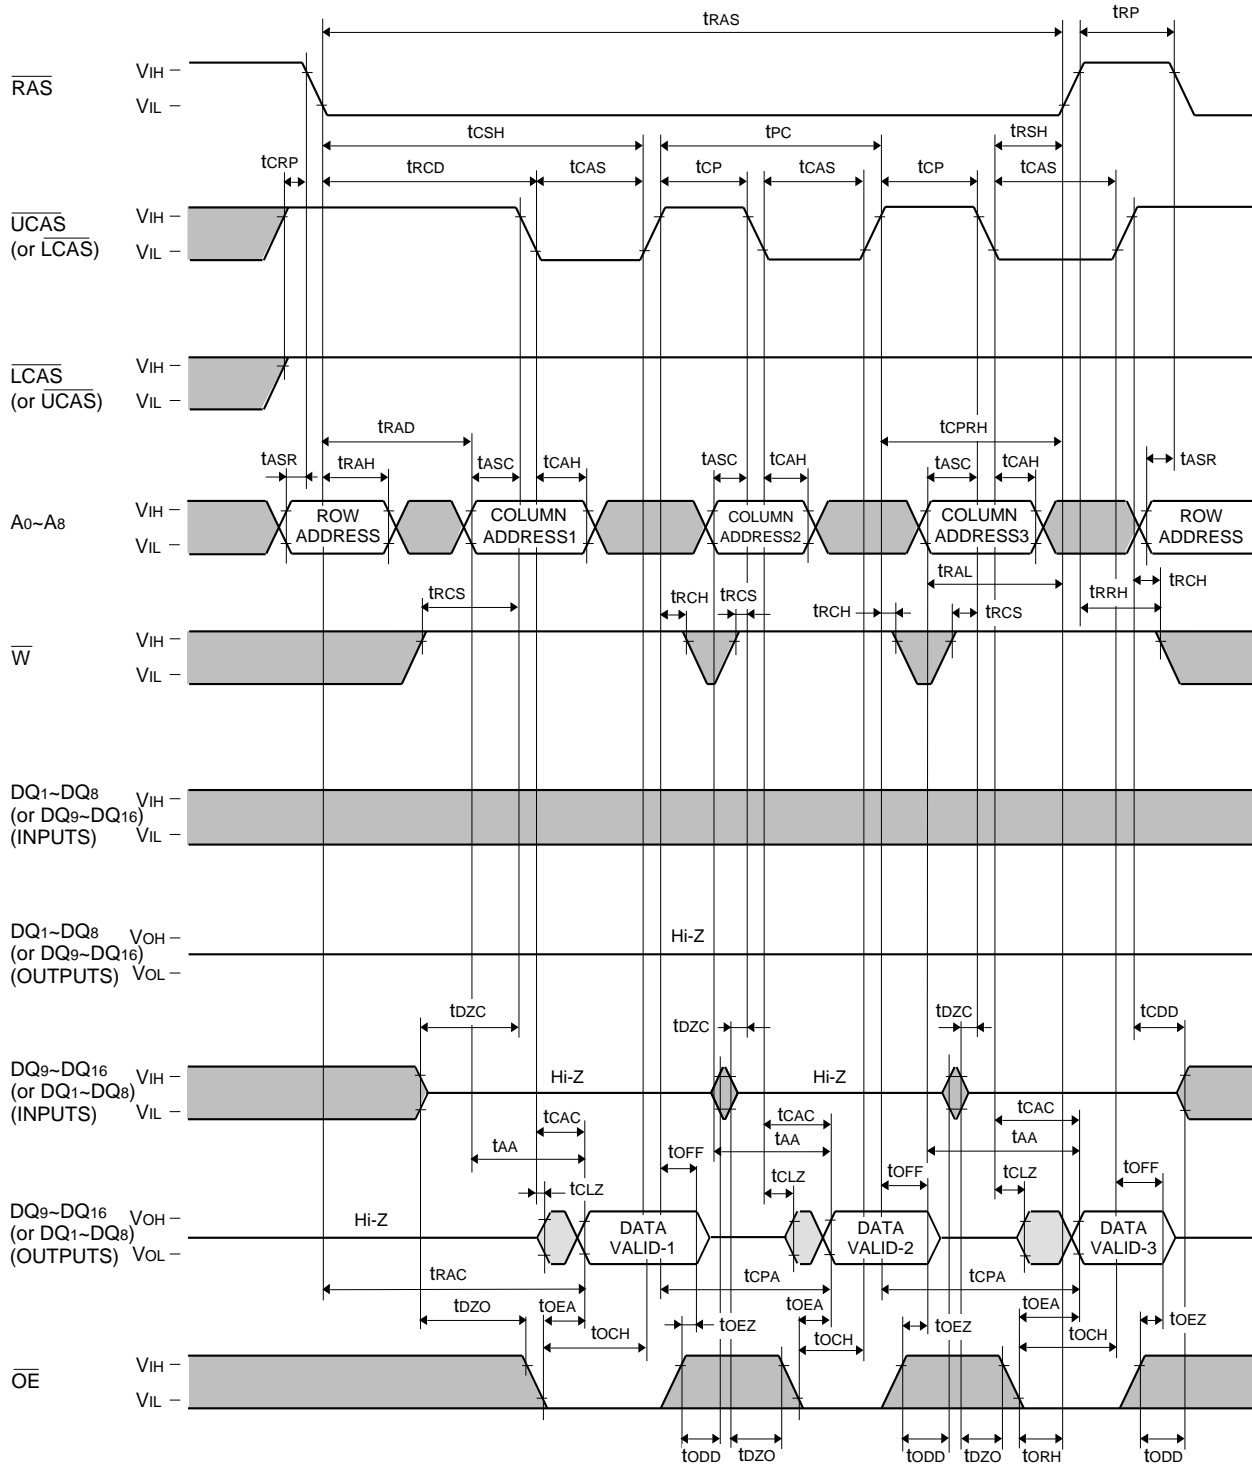 tRAS
tRP
RAS
VIH
VIL
tCSH
tPC
tRSH
tCRP
tRCD
tCAS
tCP
tCAS
tCP
tCAS
UCAS
(or LCAS)
VIH
VIL
LCAS
(or UCAS)
VIH
VIL
tRAD
tCPRH
tASR
tRAH
tASC
tCAH
tASC
tCAH
tASC
tCAH
tASR
A0~A8
VIH
VIL
ROW
ADDRESS
COLUMN
ADDRESS1
COLUMN
ADDRESS2
COLUMN
ADDRESS3
ROW
ADDRESS
tRCS
tRCH
tRCS
tRCH
tRAL
tRCS
tRRH
tRCH
W
VIH
VIL
DQ1~DQ8
(or DQ9~DQ16)
(INPUTS)
VIH
VIL
DQ1~DQ8
(or DQ9~DQ16)
(OUTPUTS)
VOH
VOL
Hi-Z
tDZC
tDZC
tDZC
tCDD
DQ9~DQ16
(or DQ1~DQ8)
(INPUTS)
VIH
VIL
Hi-Z
Hi-Z
tCAC
tCAC
tCAC
tAA
tAA
tAA
tCLZ
tOFF
tCLZ
tOFF
tCLZ
tOFF
DQ9~DQ16
(or DQ1~DQ8)
(OUTPUTS)
VOH
VOL
Hi-Z
DATA
VALID-1
DATA
VALID-2
DATA
VALID-3
tRAC
tCPA
tCPA
tDZO
tOEA
tOCH
tOEZ
tOEA
tOCH
tOEZ
tOEA
tOCH
tOEZ
OE
VIH
VIL
tODD
tDZO
tODD
tDZO
tORH
tODD